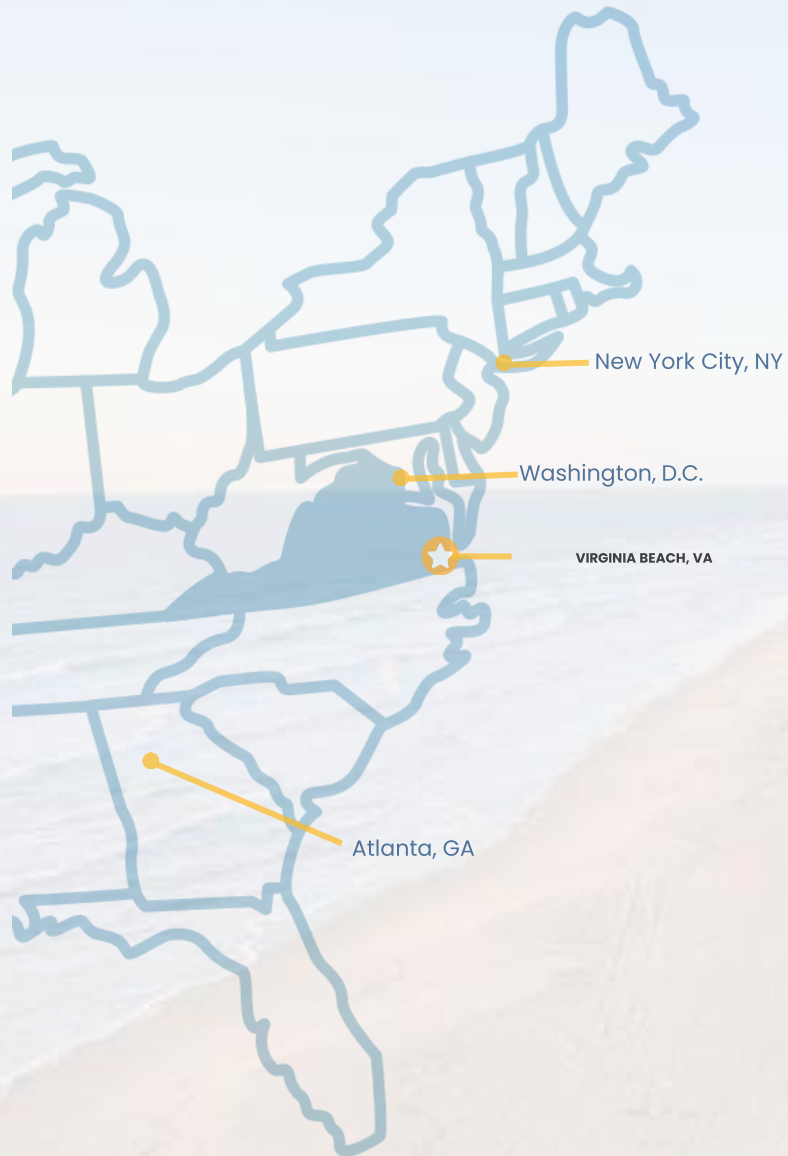 New York City, NY
Washington, D.C.
VIRGINIA BEACH, VA
Atlanta, GA